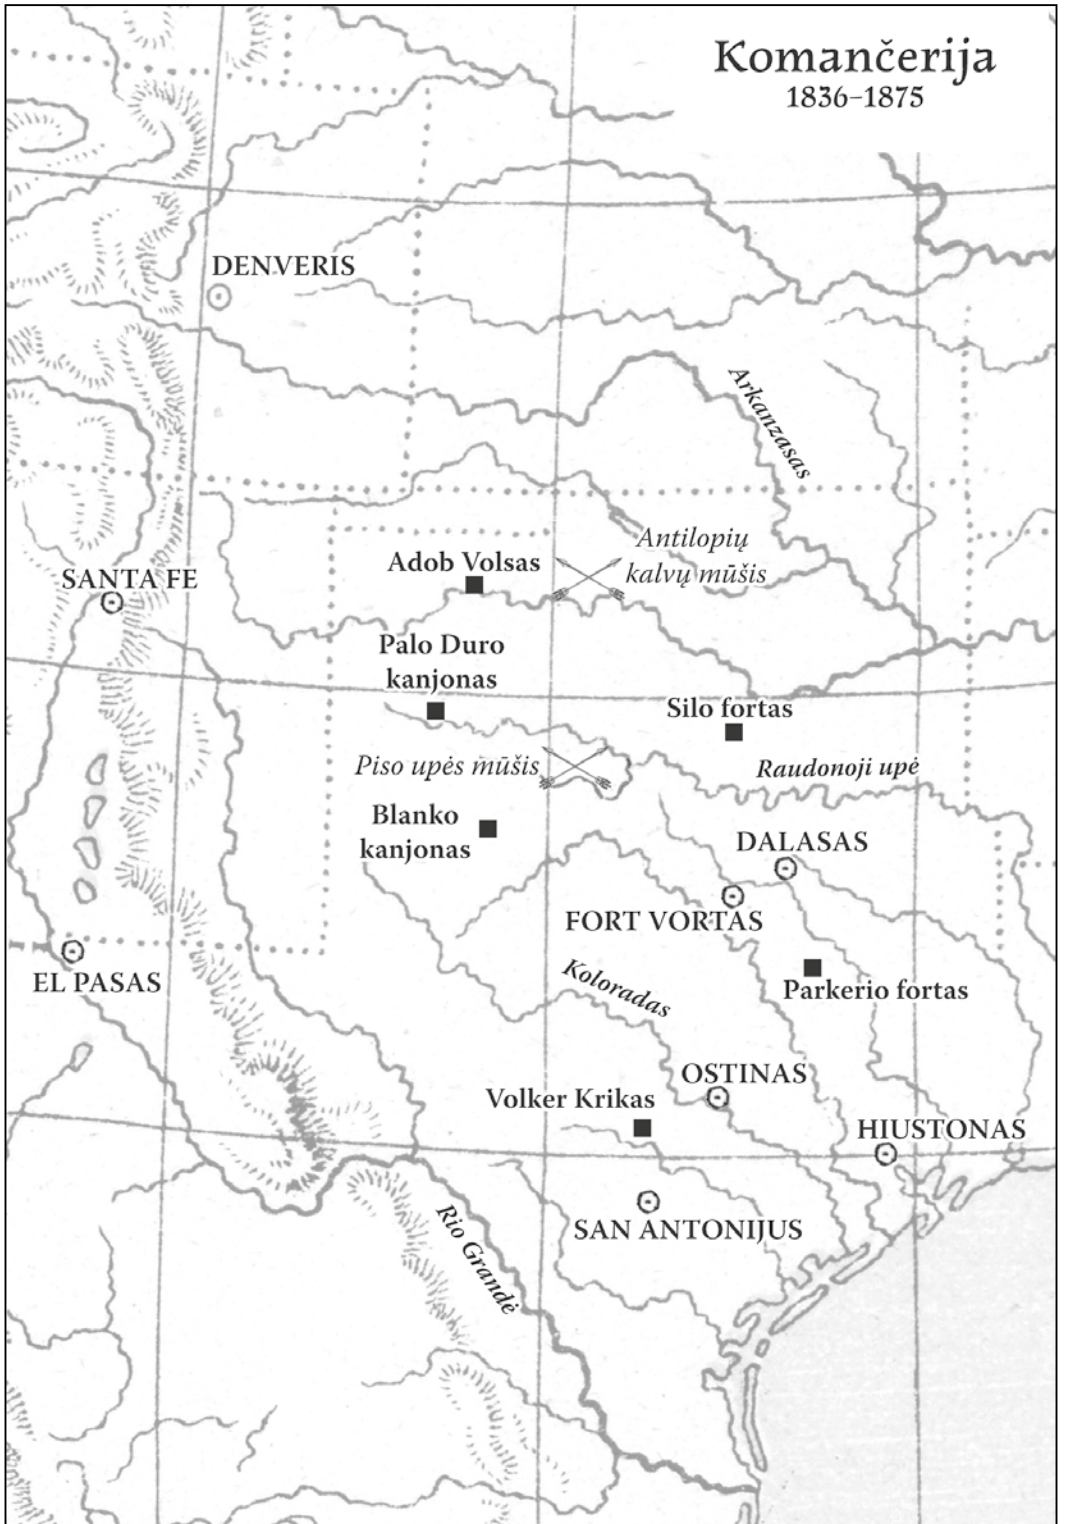 Komančerija
1836–1875
DENVERIS
Arkanzasas
Antilopių
kalvų mūšis
Adob Volsas
SANTA FE
Palo Duro
kanjonas
Silo fortas
Piso upės mūšis
Raudonoji upė
Blanko
kanjonas
DALASAS
FORT VORTAS
EL PASAS
Koloradas
Parkerio fortas
OSTINAS
Volker Krikas
HIUSTONAS
Rio Grandė
SAN ANTONIJUS